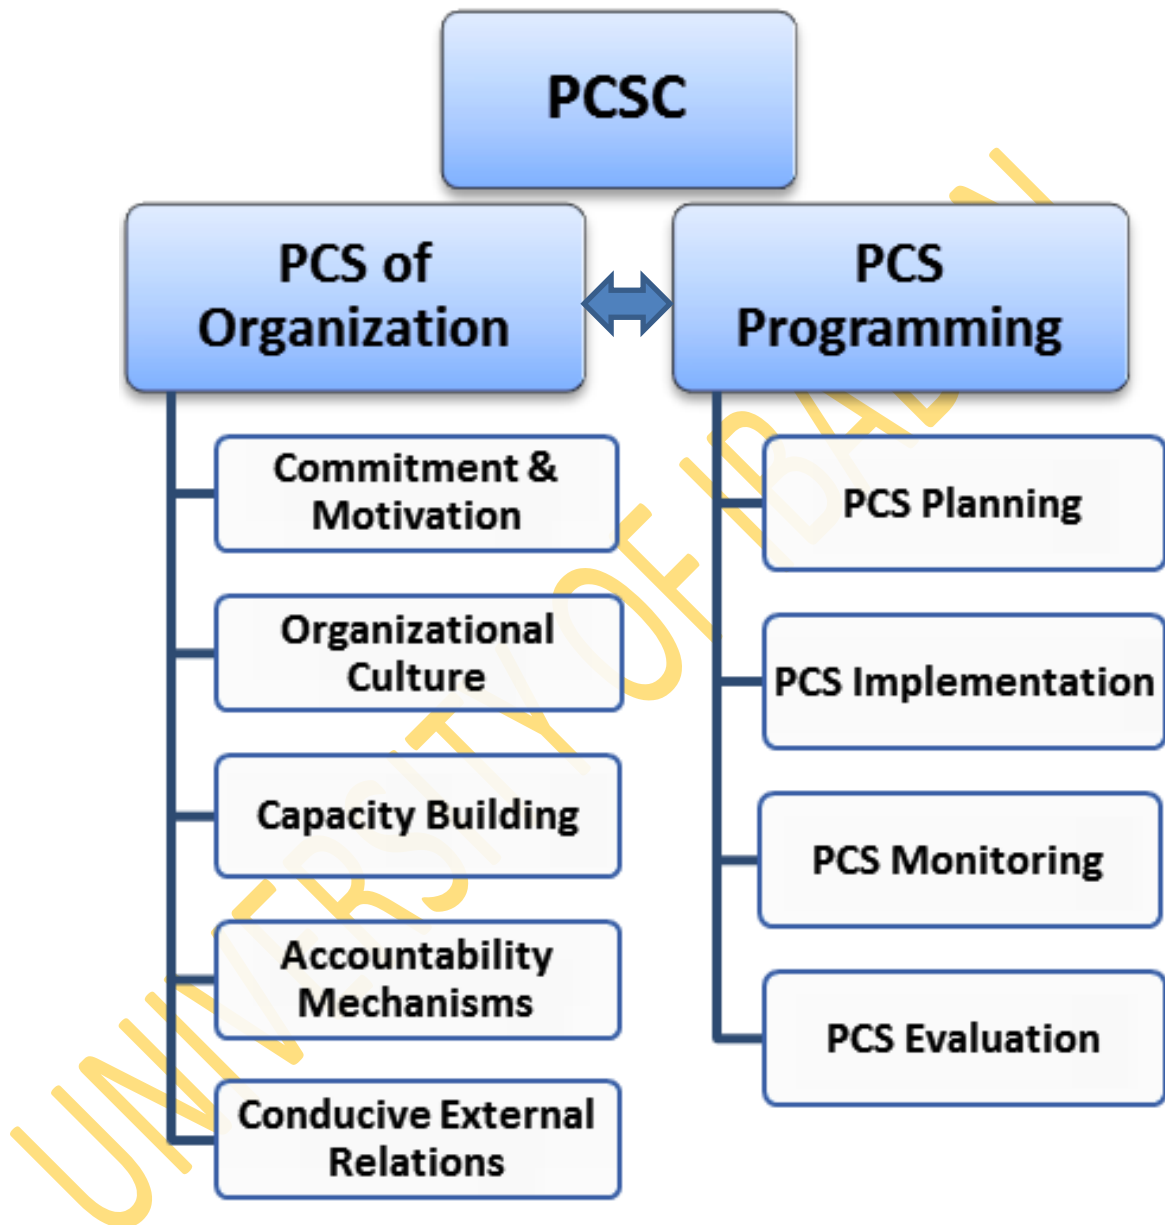 PCSC
PCS of
Organization
PCS
Programming
Commitment &
Motivation
Organizational
Culture
Capacity Building
Accountability
Mechanisms
Conducive External
Relations
PCS Planning
PCS Implementation
PCS Monitoring
PCS Evaluation
UNIVERSITY OF IBADAN